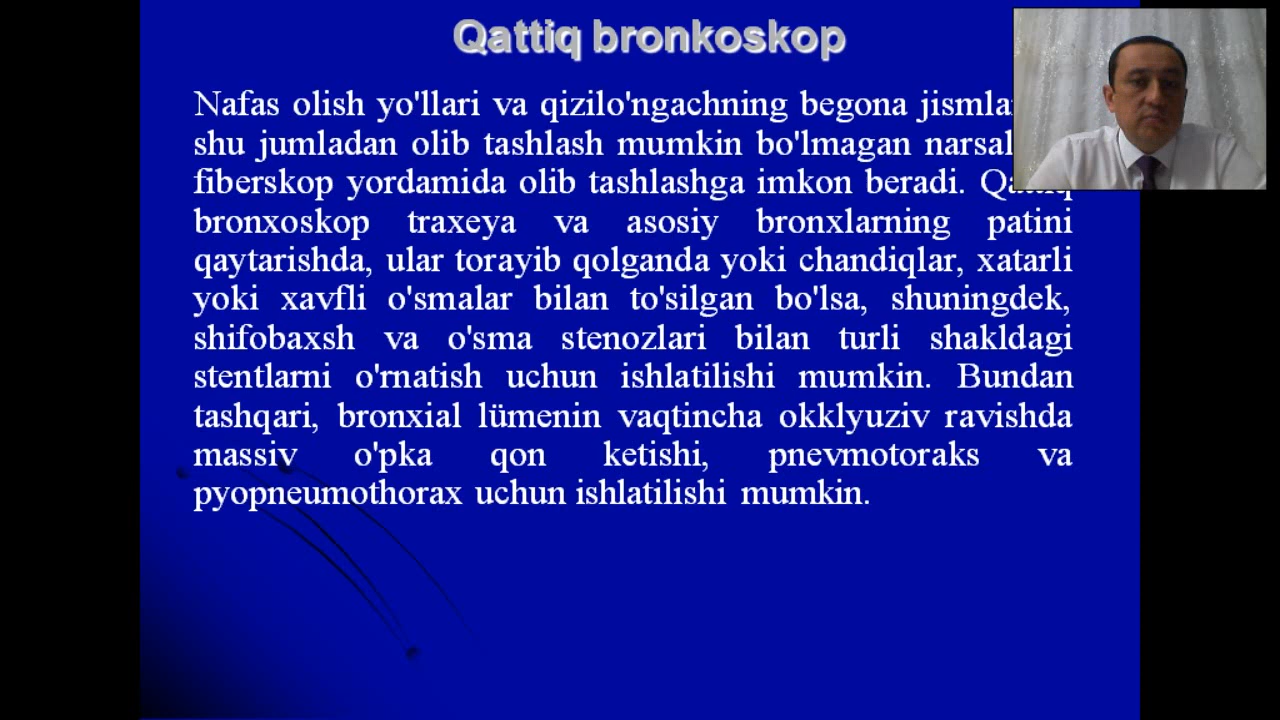 Qattiq bronkoskop
Nafas olish yo'llari va qizilo'ngachning begona
shu jumladan olib tashlash mumkin bo'lmagan
fiberskop yordamida olib tashlashga imkon beradi.
bronxoskop traxeya va asosiy bronxlarning patini
qaytarishda, ular torayib qolganda yoki chandiqlar, xatarli
yoki xavfli o'smalar bilan to'silgan bo'lsa, shuningdek,
shifobaxsh va o'sma stenozlari bilan turli shakldagi
stentlarni o'rnatish uchun ishlatilishi mumkin. Bundan
tashqari, bronxial lümenin vaqtincha okklyuziv ravishda
massiv o'pka qon ketishi, pnevmotoraks va
pyopneumothorax uchun ishlatilishi mumkin.